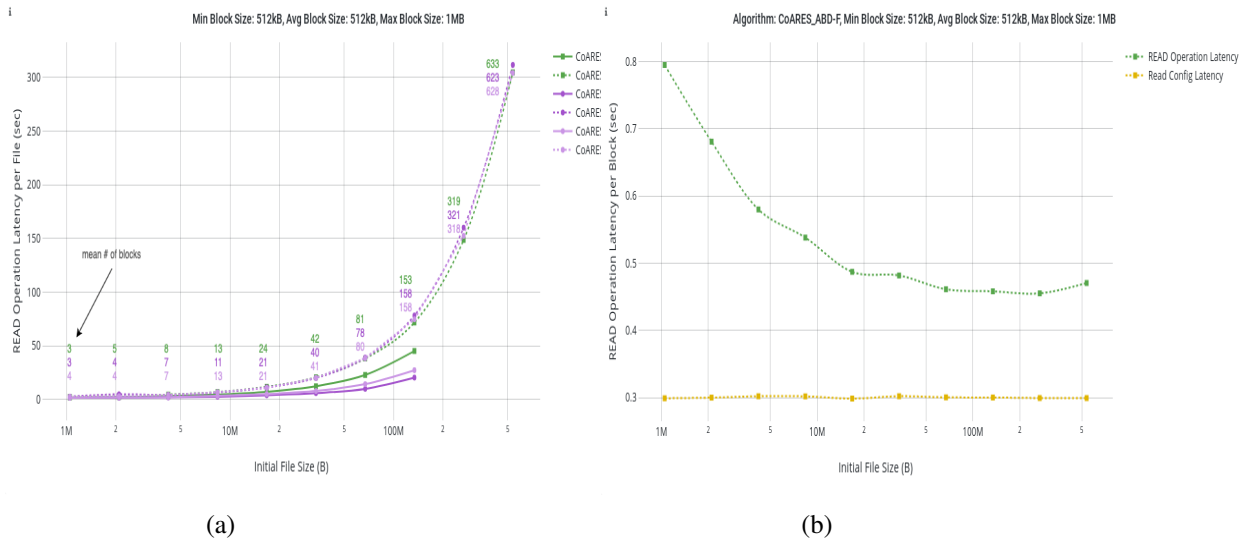 i
Min Block Size: 512kB, Avg Block Size: 512kB, Max Block Size: 1MB
READ Operation Latency per File (sec)
300
250
200
150
100
50
0
mean # of blocks
3
3
4
5
4
4
8
7
7
13
11
13
24
21
21
42
40
41
81
78
80
153
158
158
319
321
318
633
623
628
1M
2
5
10M
2
5
100M
2
5
Initial File Size (B)
CoARES
CoARES
CoARES
CoARES
CoARES
CoARES
(a)
i
Algorithm: CoARES_ABD-F, Min Block Size: 512kB, Avg Block Size: 512kB, Max Block Size: 1MB
READ Operation Latency per Block (sec)
0.8
0.7
0.6
0.5
0.4
0.3
1M
2
5
10M
2
5
100M
2
5
Initial File Size (B)
READ Operation Latency
Read Config Latency
(b)